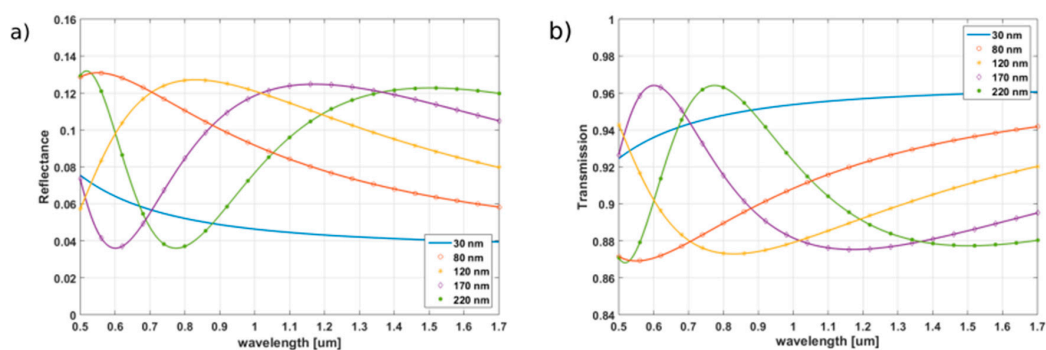 a)
0.16
0.14
0.12
0.1
0.08
0.06
0.04
0.02
0
Reflectance
0.5 0.6 0.7 0.8 0.9 1 1.1 1.2 1.3 1.4 1.5 1.6 1.7
wavelength [um]
30 nm
80 nm
120 nm
170 nm
220 nm
b)
1
0.98
0.96
0.94
0.92
0.9
0.88
0.86
0.84
Transmission
0.5 0.6 0.7 0.8 0.9 1 1.1 1.2 1.3 1.4 1.5 1.6 1.7
wavelength [um]
30 nm
80 nm
120 nm
170 nm
220 nm